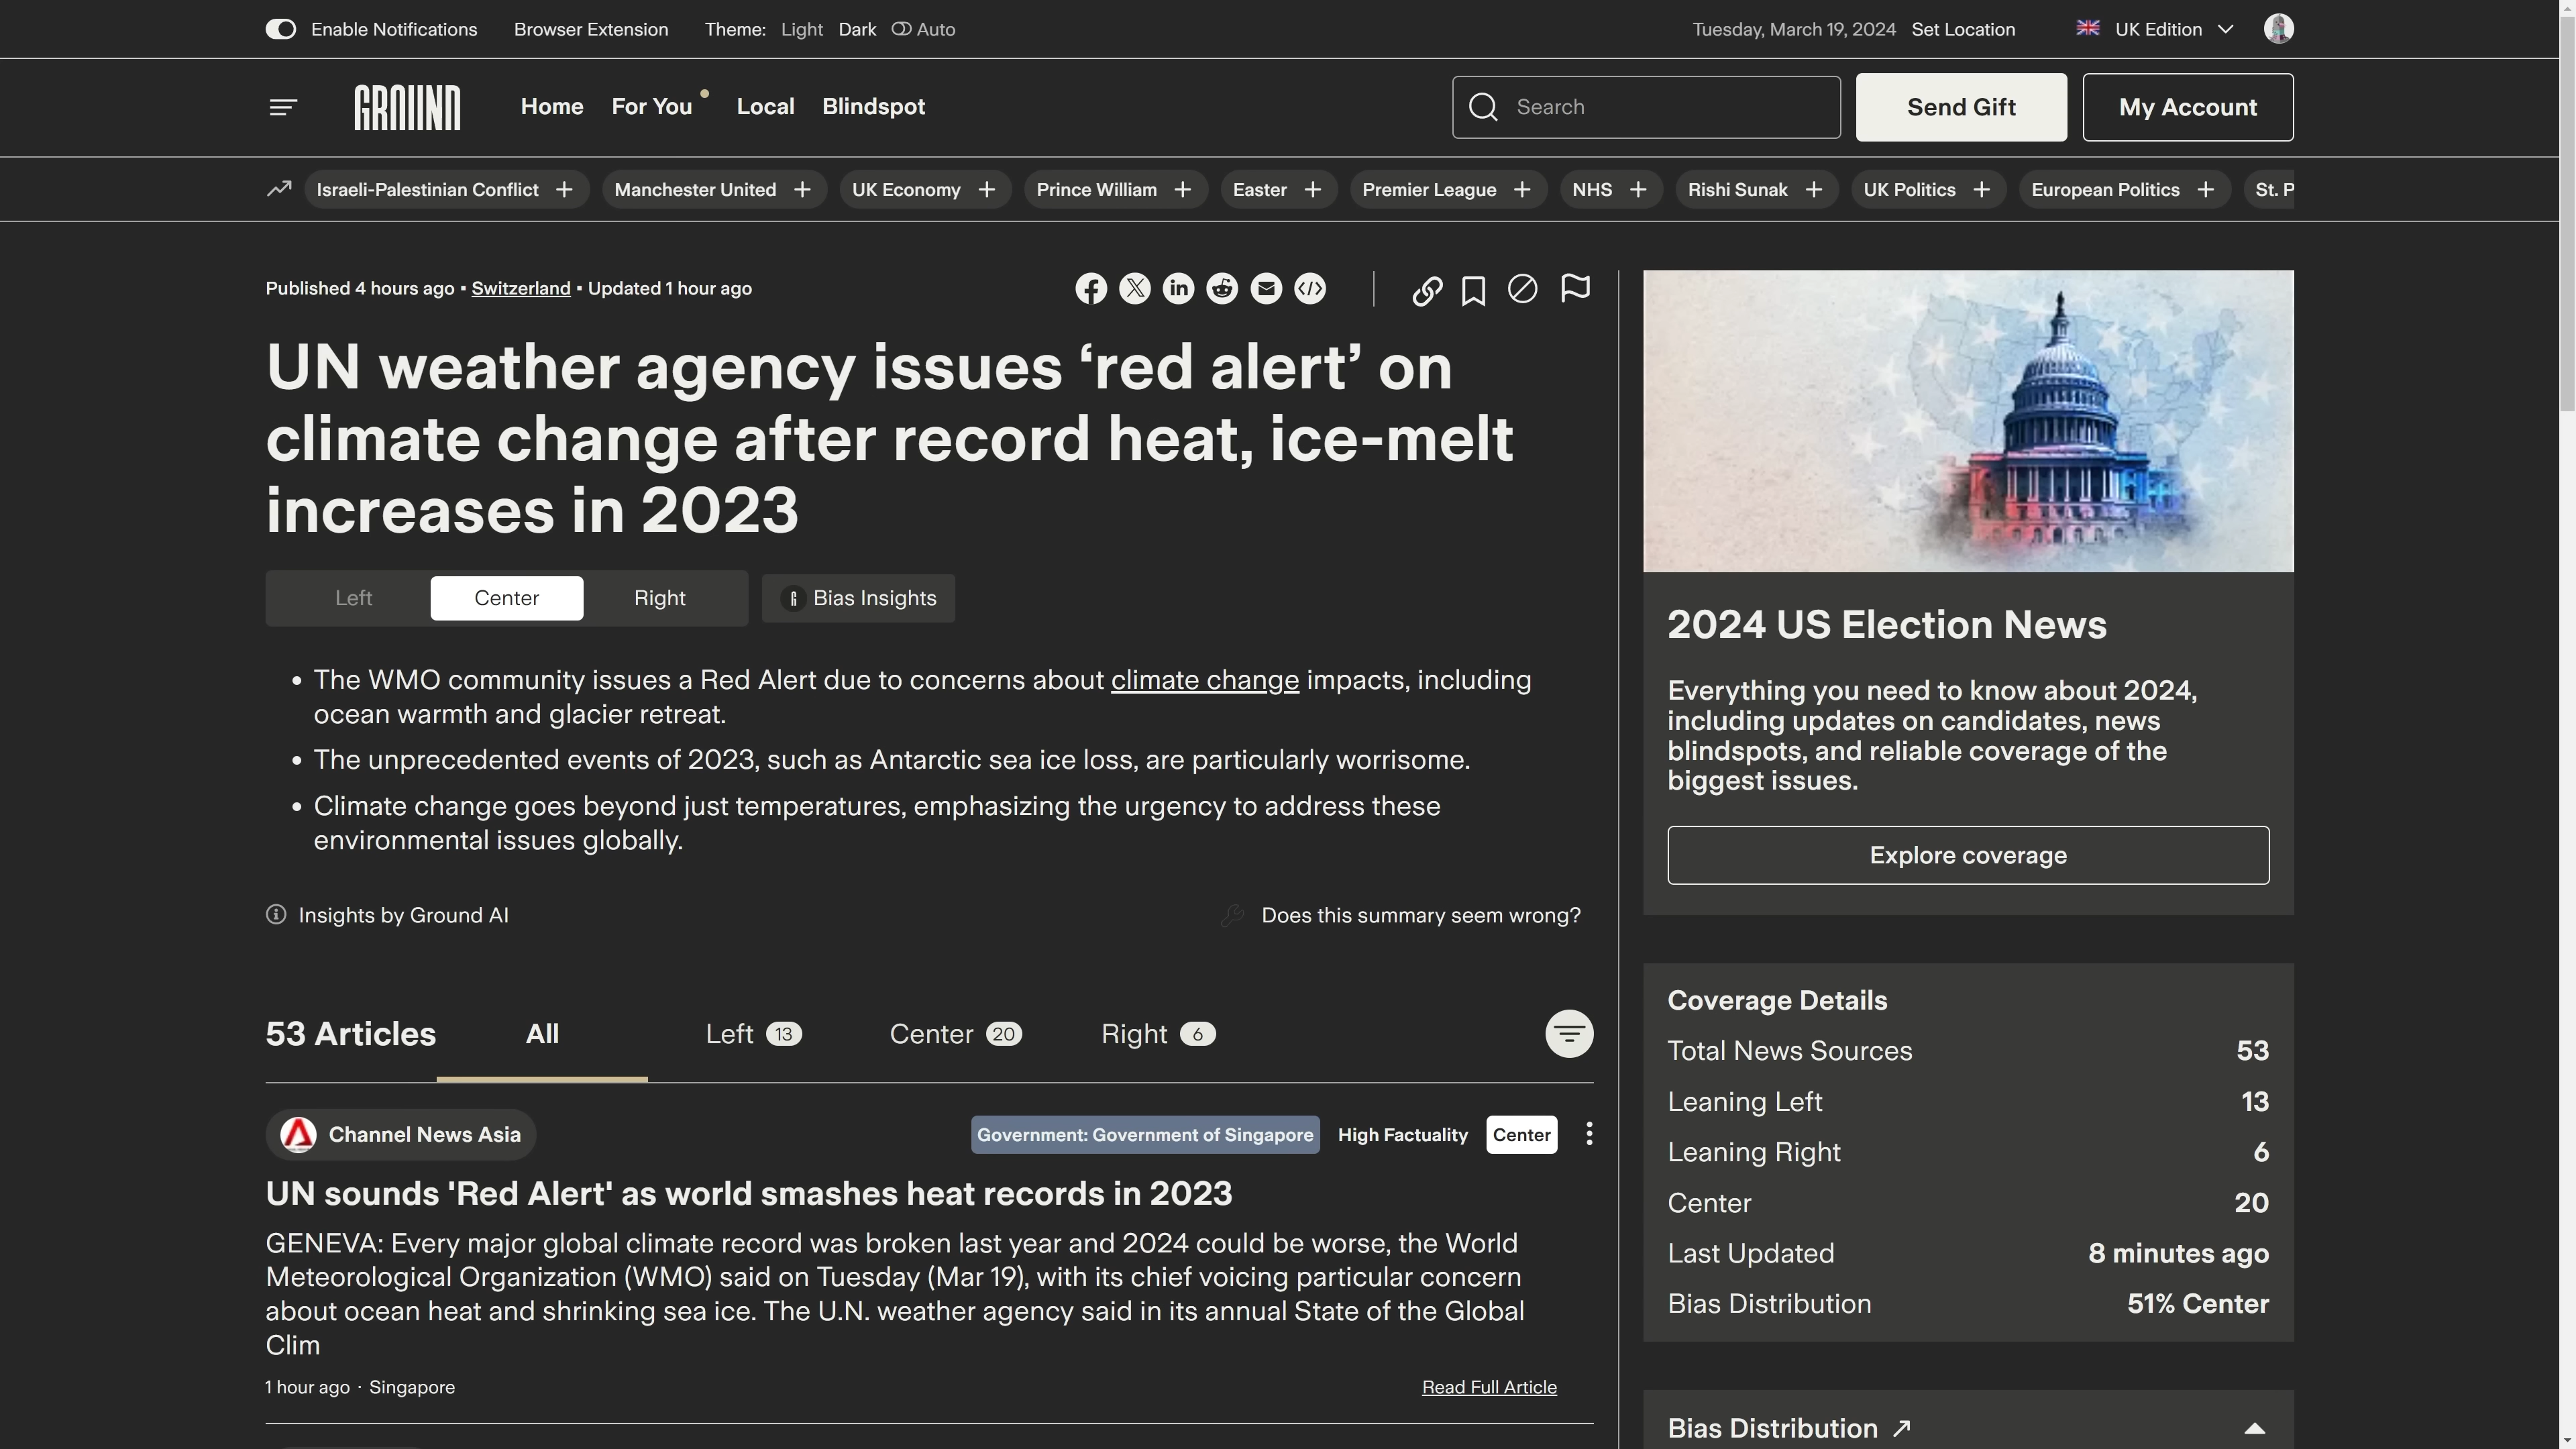 Enable Notifications
Browser Extension
Theme: Light Dark Auto
Tuesday, March 19, 2024 Set Location
UK Edition
GROUND
Home
For You
Local
Blindspot
Search
Send Gift
My Account
Israeli-Palestinian Conflict +
Manchester United +
UK Economy +
Prince William +
Easter +
Premier League +
NHS +
Rishi Sunak +
UK Politics +
European Politics +
St. P
Published 4 hours ago • Switzerland • Updated 1 hour ago
UN weather agency issues ‘red alert’ on
climate change after record heat, ice-melt
increases in 2023
Left
Center
Right
Bias Insights
• The WMO community issues a Red Alert due to concerns about climate change impacts, including
ocean warmth and glacier retreat.
• The unprecedented events of 2023, such as Antarctic sea ice loss, are particularly worrisome.
• Climate change goes beyond just temperatures, emphasizing the urgency to address these
environmental issues globally.
Insights by Ground AI
Does this summary seem wrong?
53 Articles
All
Left 13
Center 20
Right 6
Channel News Asia
Government: Government of Singapore
High Factuality
Center
UN sounds 'Red Alert' as world smashes heat records in 2023
GENEVA: Every major global climate record was broken last year and 2024 could be worse, the World
Meteorological Organization (WMO) said on Tuesday (Mar 19), with its chief voicing particular concern
about ocean heat and shrinking sea ice. The U.N. weather agency said in its annual State of the Global
Clim
1 hour ago · Singapore
Read Full Article
2024 US Election News
Everything you need to know about 2024,
including updates on candidates, news
blindspots, and reliable coverage of the
biggest issues.
Explore coverage
Coverage Details
Total News Sources 53
Leaning Left 13
Leaning Right 6
Center 20
Last Updated 8 minutes ago
Bias Distribution 51% Center
Bias Distribution